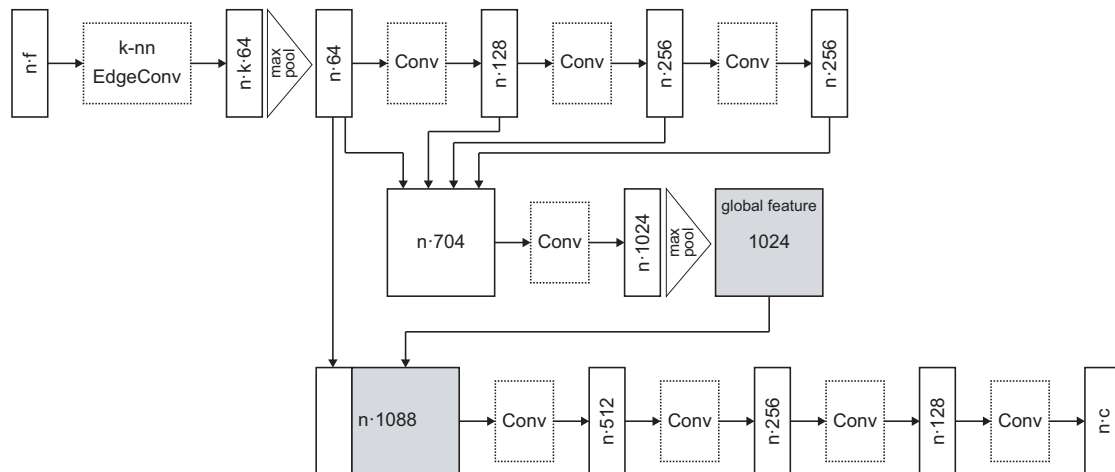 n·f
k-nn
EdgeConv
n·k·64
max
pool
n·64
Conv
n·128
Conv
n·256
Conv
n·256
n·704
Conv
n·1024
max
pool
global feature
1024
n·1088
Conv
n·512
Conv
n·256
Conv
n·128
Conv
n·c